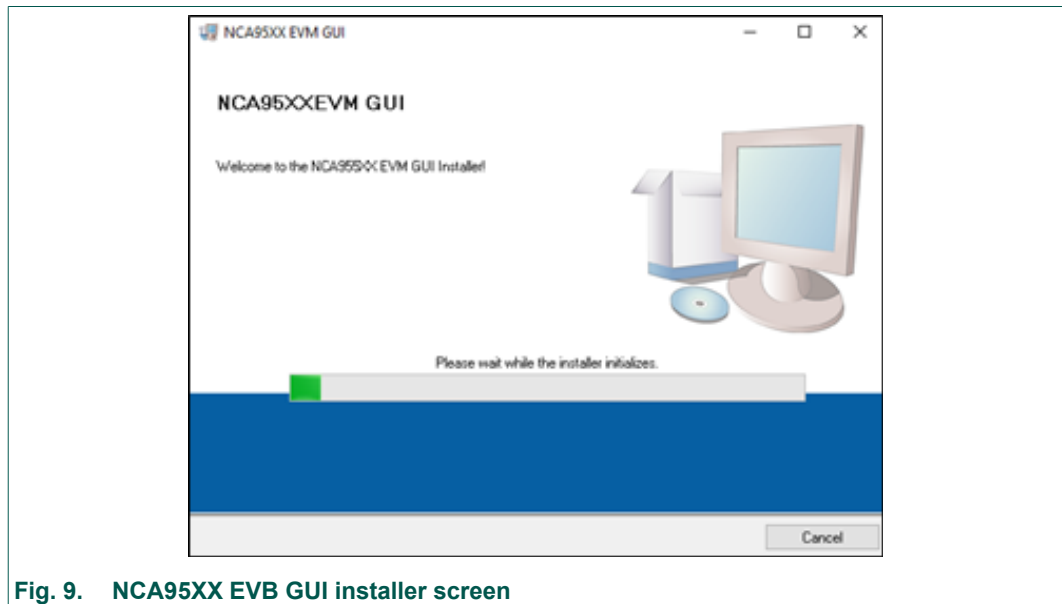 NCA95XX EVM GUI
NCA95XXEVM GUI
Welcome to the NCA955XX EVM GUI Installer!
Please wait while the installer initializes.
Cancel
Fig. 9. NCA95XX EVB GUI installer screen